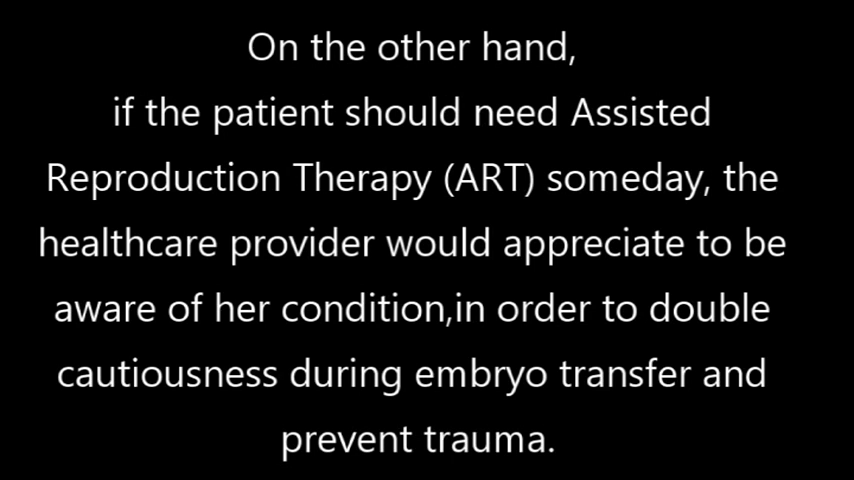 On the other hand,
if the patient should need Assisted
Reproduction Therapy (ART) someday, the
healthcare provider would appreciate to be
aware of her condition,in order to double
cautiousness during embryo transfer and
prevent trauma.